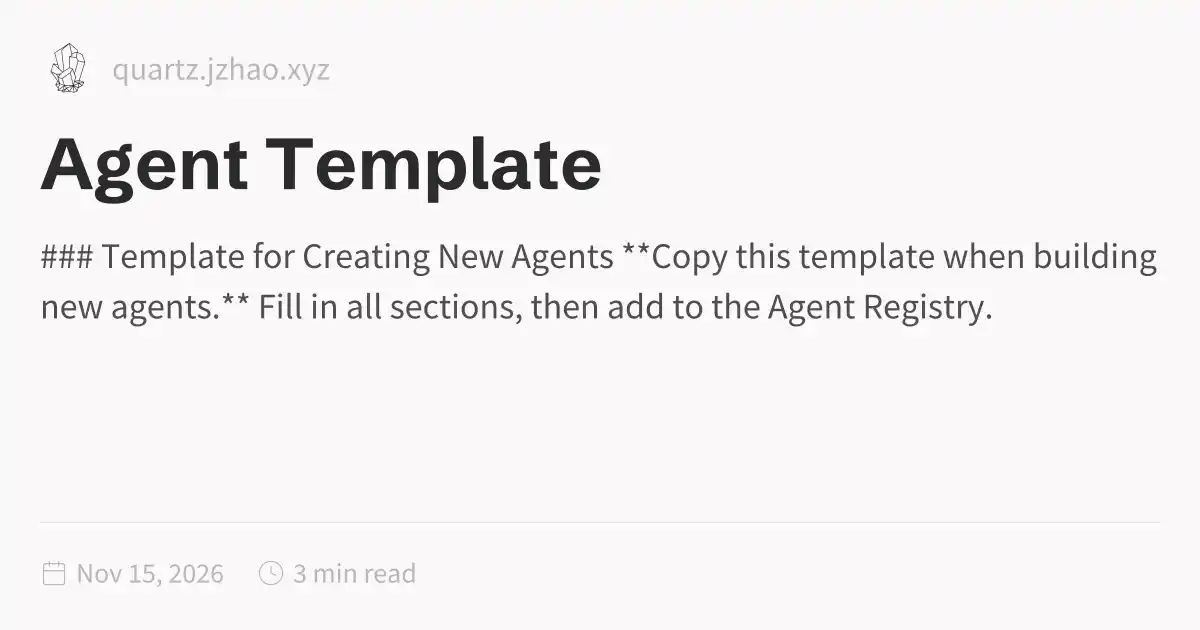 quartz.jzhao.xyz
Agent Template
### Template for Creating New Agents **Copy this template when building
new agents.** Fill in all sections, then add to the Agent Registry.
Nov 15, 2026 3 min read